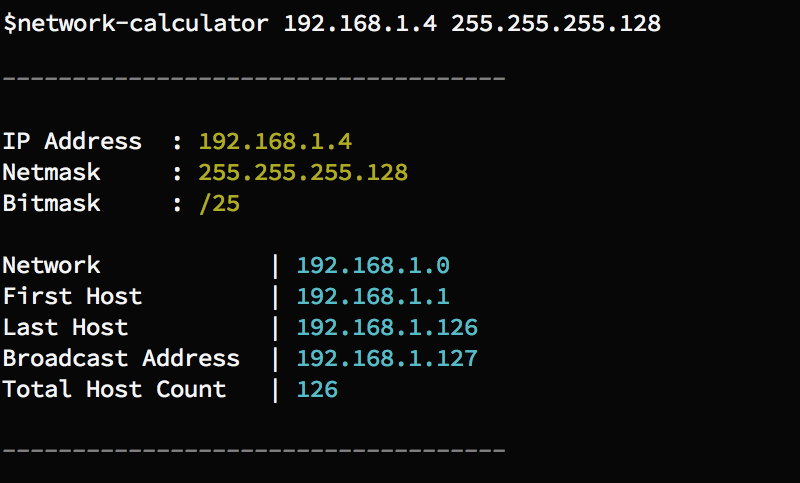 $network-calculator 192.168.1.4 255.255.255.128
------------------------------------
IP Address  : 192.168.1.4
Netmask     : 255.255.255.128
Bitmask     : /25
Network            | 192.168.1.0
First Host         | 192.168.1.1
Last Host          | 192.168.1.126
Broadcast Address  | 192.168.1.127
Total Host Count   | 126
------------------------------------